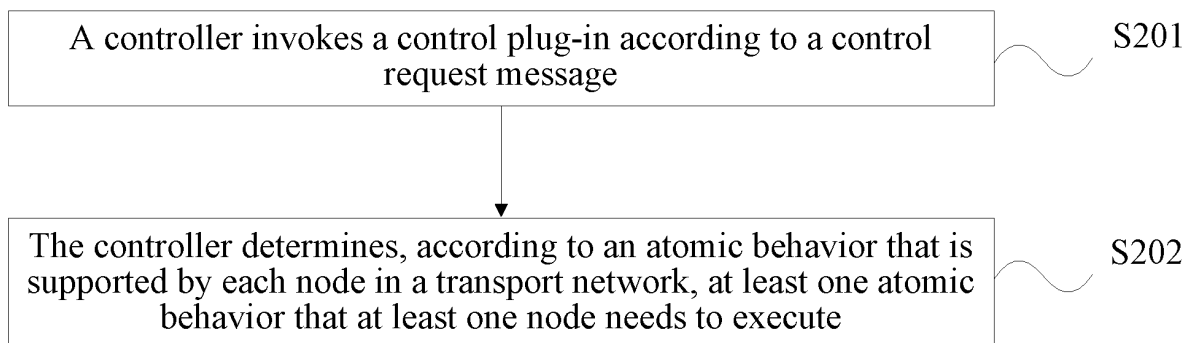 A controller invokes a control plug-in according to a control
request message
S201
The controller determines, according to an atomic behavior that is
supported by each node in a transport network, at least one atomic
behavior that at least one node needs to execute
S202